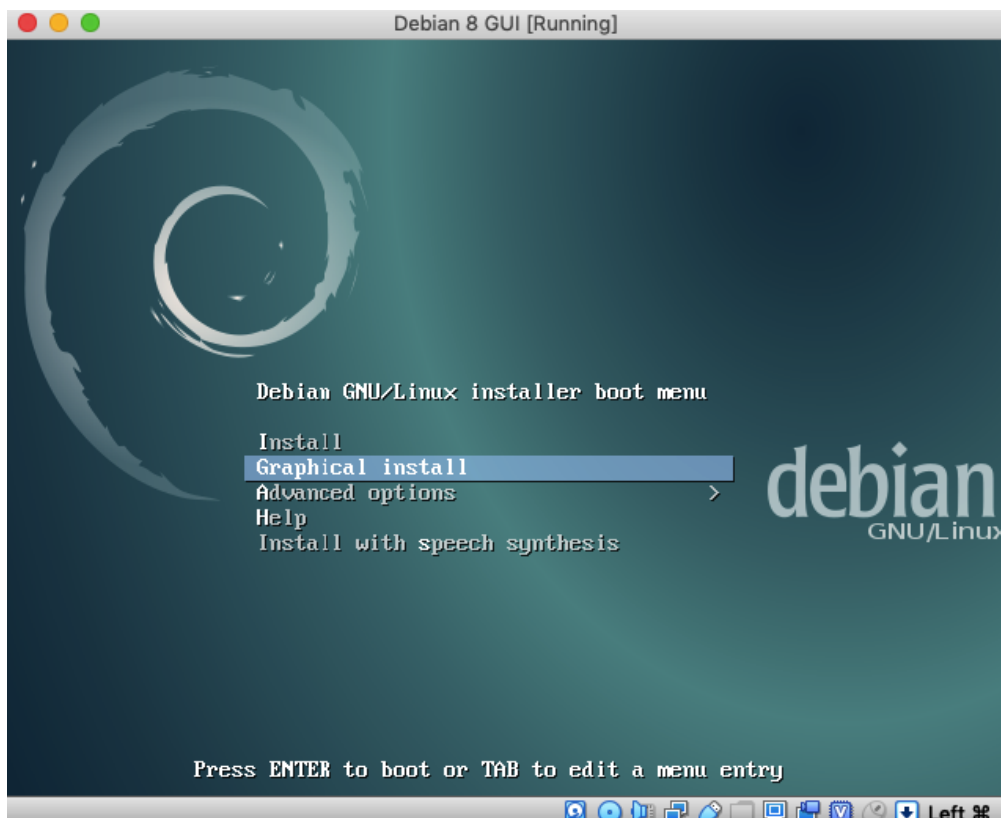 Debian 8 GUI [Running]
Debian GNU/Linux installer boot menu
Install
Graphical install
Advanced options >
Help
Install with speech synthesis
debian
GNU/Linux
Press ENTER to boot or TAB to edit a menu entry
Left ⌘